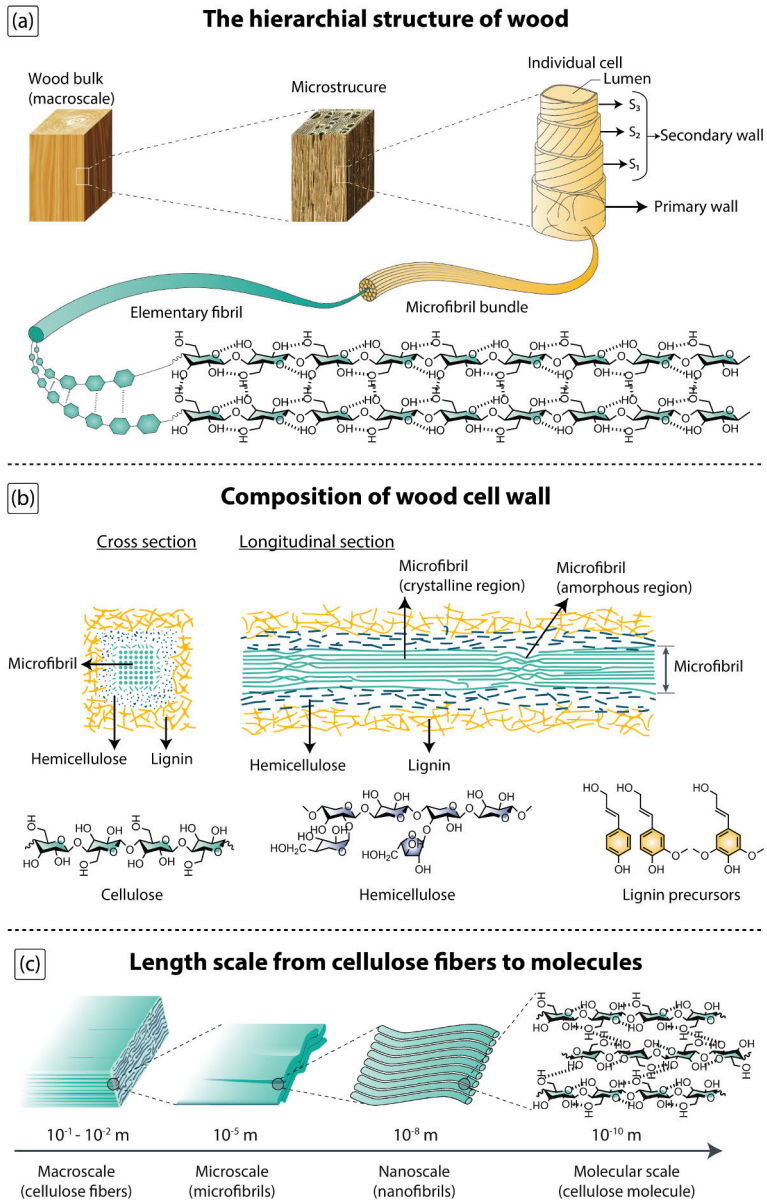 (a)
The hierarchial structure of wood
Wood bulk
(macroscale)
Microstrucure
Individual cell
Lumen
S3
S2
S1
Secondary wall
Primary wall
Elementary fibril
Microfibril bundle
(b)
Composition of wood cell wall
Cross section
Longitudinal section
Microfibril
(crystalline region)
Microfibril
(amorphous region)
Microfibril
Microfibril
Hemicellulose
Lignin
Hemicellulose
Lignin
Cellulose
Hemicellulose
Lignin precursors
(c)
Length scale from cellulose fibers to molecules
10⁻¹ - 10⁻² m
10⁻⁵ m
10⁻⁸ m
10⁻¹⁰ m
Macroscale
(cellulose fibers)
Microscale
(microfibrils)
Nanoscale
(nanofibrils)
Molecular scale
(cellulose molecule)